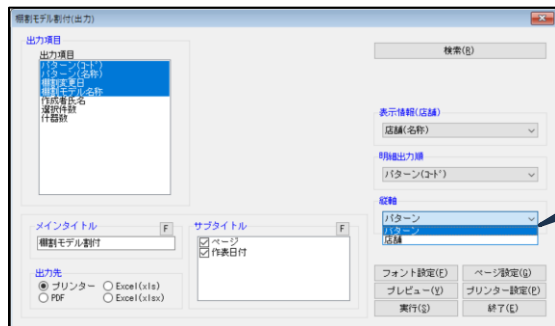 棚割モデル割付(出力)
出力項目
出力項目
パターン(コード)
パターン(名称)
棚割変更日
棚割モデル名称
作成者氏名
選択件数
什器数
検索(R)
表示情報(店舗)
店舗(名称)
明細出力順
パターン(コード)
縦軸
パターン
パターン
店舗
メインタイトル
F
棚割モデル割付
サブタイトル
F
ページ
作表日付
出力先
プリンター
Excel(xls)
PDF
Excel(xlsx)
フォント設定(F)
ページ設定(G)
プレビュー(V)
プリンター設定(P)
実行(S)
終了(E)